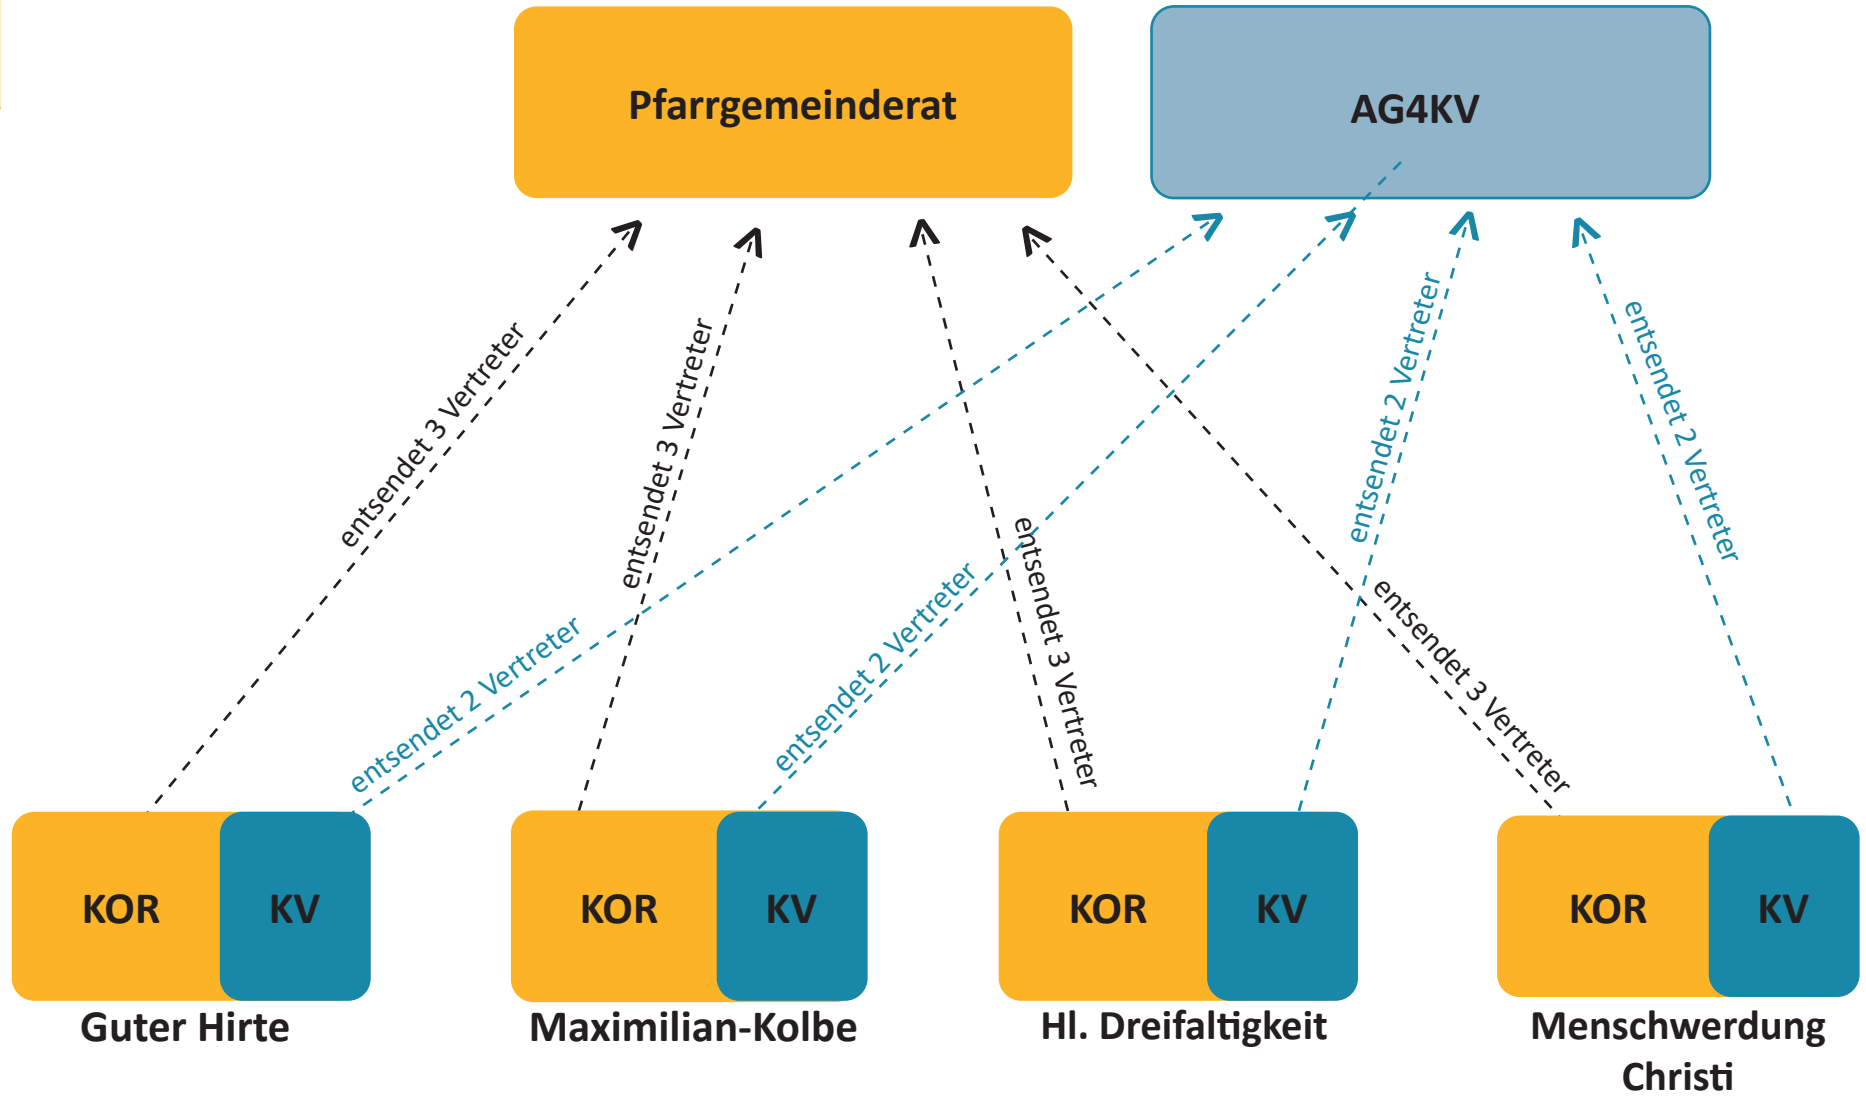 Pfarrgemeinderat
AG4KV
entsendet 3 Vertreter
entsendet 3 Vertreter
entsendet 2 Vertreter
entsendet 2 Vertreter
entsendet 2 Vertreter
entsendet 2 Vertreter
entsendet 3 Vertreter
entsendet 3 Vertreter
KOR
KV
KOR
KV
KOR
KV
KOR
KV
Guter Hirte
Maximilian-Kolbe
Hl. Dreifaltigkeit
Menschwerdung
Christi